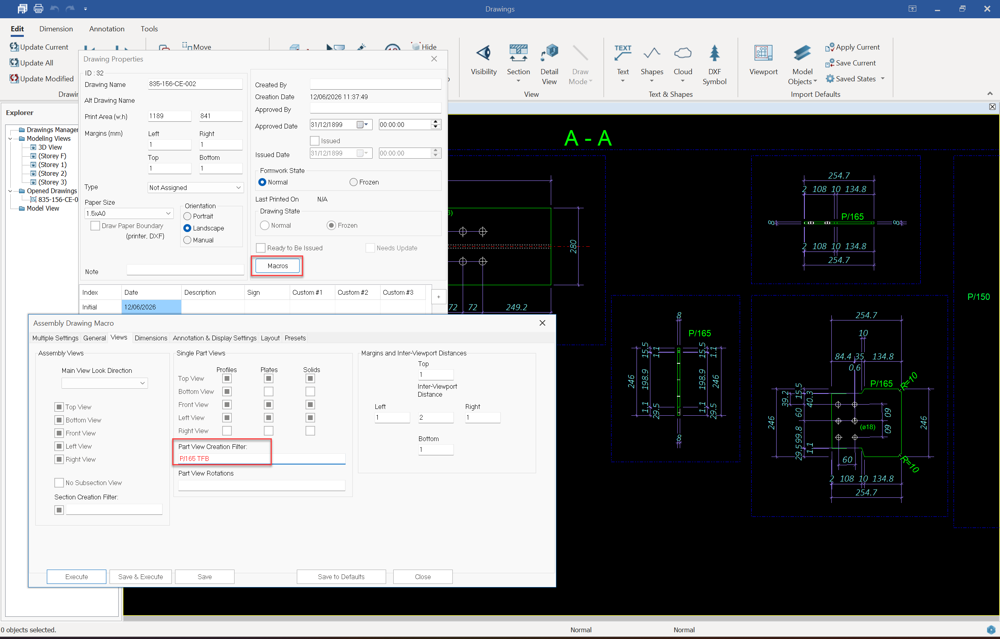 Drawings
Edit Dimension Annotation Tools
Update Current
Update All
Update Modified
Move
Hide
Visibility
Section
Detail View
Draw Mode
View
Text
Shapes
Cloud
DXF Symbol
Text & Shapes
Viewport
Model Objects
Apply Current
Save Current
Saved States
Import Defaults
Explorer
Drawings Manager
Modeling Views
3D View
(Storey F)
(Storey 1)
(Storey 2)
(Storey 3)
Opened Drawings
835-156-CE-0
Model View
Drawing Properties
ID : 32
Drawing Name 835-156-CE-002
Alt Drawing Name
Print Area (w,h) 1189 841
Margins (mm) Left Right
1 1
Top Bottom
1 1
Type Not Assigned
Paper Size
1.5xA0
Draw Paper Boundary
(printer, DXF)
Orientation
Portrait
Landscape
Manual
Note
Created By
Creation Date 12/06/2026 11:37:49
Approved By
Approved Date 31/12/1899 00:00:00
Issued
Issued Date 31/12/1899 00:00:00
Formwork State
Normal Frozen
Last Printed On N/A
Drawing State
Normal Frozen
Ready to Be Issued Needs Update
Macros
Index Date Description Sign Custom #1 Custom #2 Custom #3
+
Initial 12/06/2026
Assembly Drawing Macro
Multiple Settings General Views Dimensions Annotation & Display Settings Layout Presets
Assembly Views
Main View Look Direction
Top View
Bottom View
Front View
Left View
Right View
No Subsection View
Section Creation Filter:
Single Part Views
Profiles Plates Solids
Top View
Bottom View
Front View
Left View
Right View
Part View Creation Filter:
P/165 TFB
Part View Rotations
Margins and Inter-Viewport Distances
Top
1
Inter-Viewport
Distance
Left Right
1 2 1
Bottom
1
Execute Save & Execute Save Save to Defaults Close
A - A
280
72 72 249.2
254.7
2 108 10 134.8
P/165
8 8
2 108 10 134.8
254.7
8
P/165
15.5 1.1 15.5 1.1
246 198.9 198.9 246
1.1 29.5 1.1 29.5
8
P/150
254.7
10
84.4 35 134.8
0.6
P/165 R=10
39.2 15.5 40.3
60 60
246 246
(ø18) 60
99.8
29.5 1.1
60
R=10
2 108 10 134.8
254.7
0 objects selected.
Normal Normal